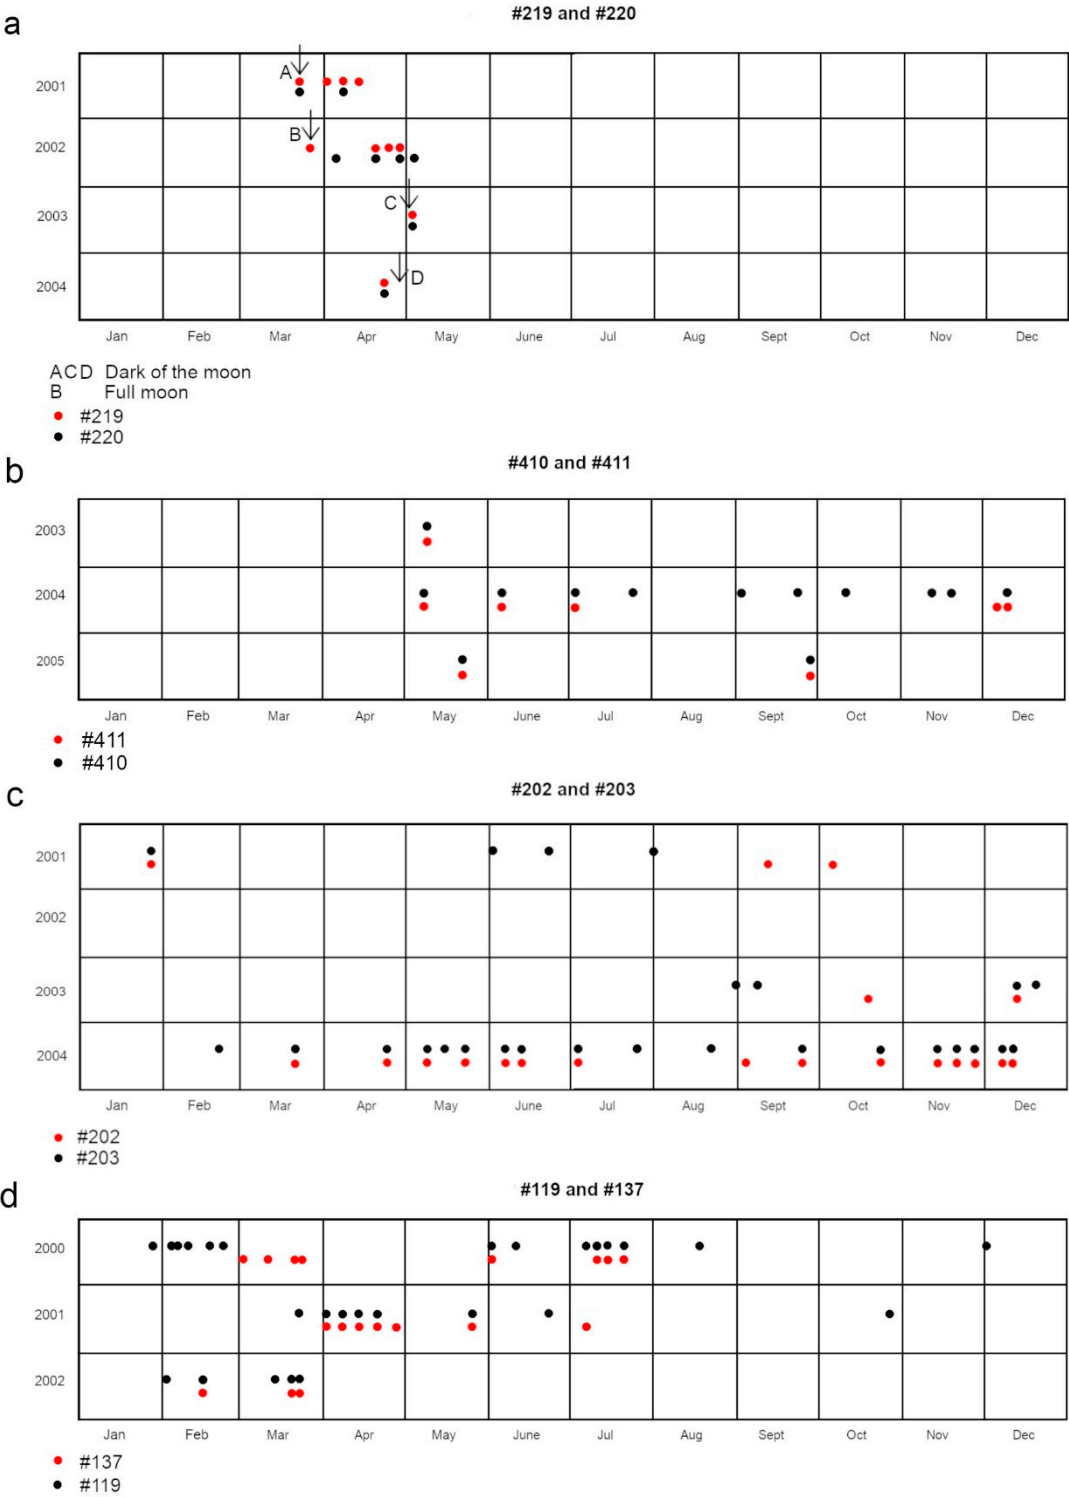 a
#219 and #220
A
2001
B
2002
C
2003
D
2004
Jan Feb Mar Apr May June Jul Aug Sept Oct Nov Dec
ACD Dark of the moon
B Full moon
#219
#220
b
#410 and #411
2003
2004
2005
Jan Feb Mar Apr May June Jul Aug Sept Oct Nov Dec
#411
#410
c
#202 and #203
2001
2002
2003
2004
Jan Feb Mar Apr May June Jul Aug Sept Oct Nov Dec
#202
#203
d
#119 and #137
2000
2001
2002
Jan Feb Mar Apr May June Jul Aug Sept Oct Nov Dec
#137
#119